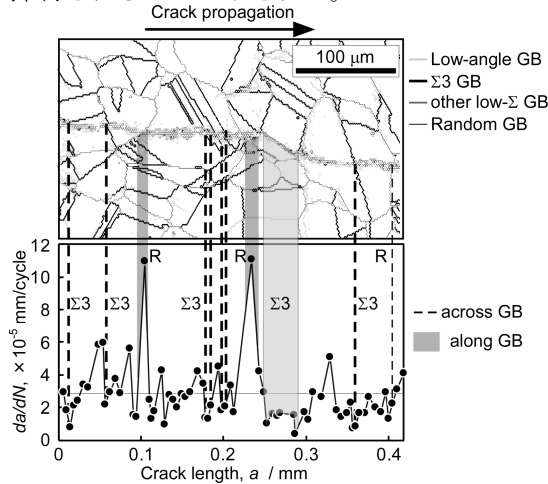 Crack propagation
100 μm
Low-angle GB
Σ3 GB
other low-Σ GB
Random GB
12
10
8
6
4
2
0
R
R
R
Σ3
Σ3
Σ3
Σ3
Σ3
across GB
along GB
da/dN, ×10⁻⁵ mm/cycle
0
0.1
0.2
0.3
0.4
Crack length, a / mm